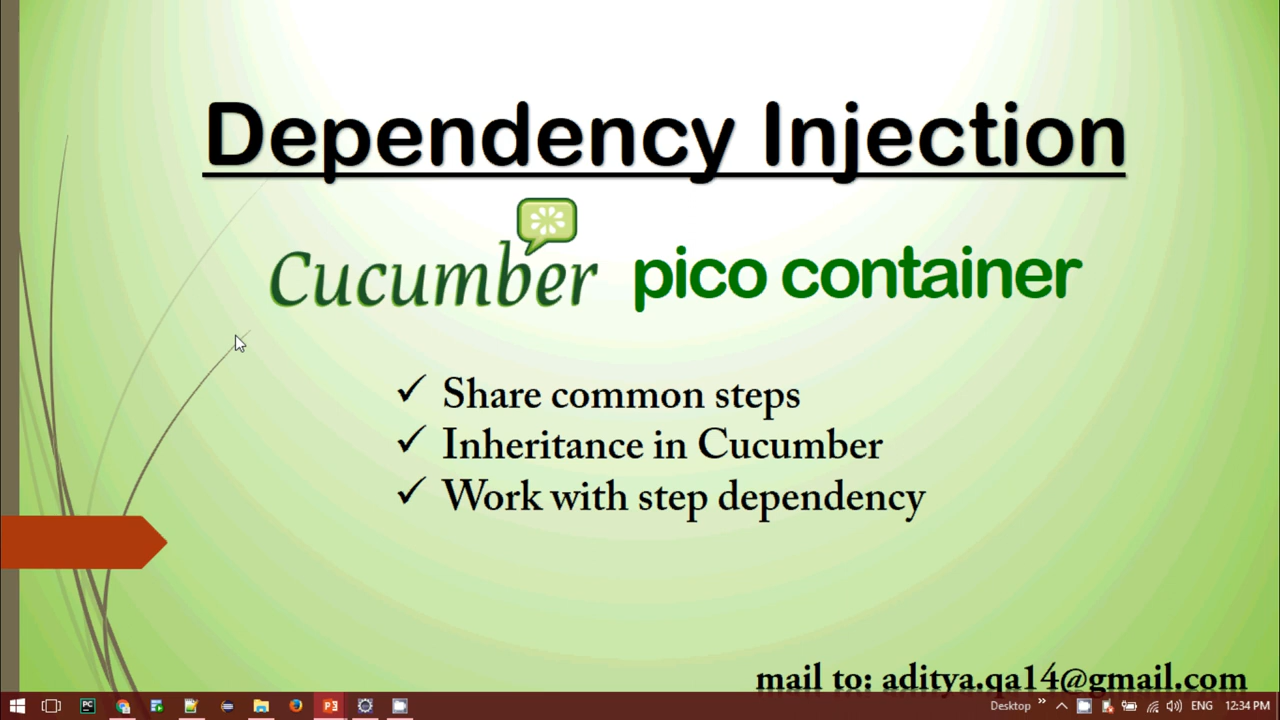 Dependency Injection
Cucumber pico container
✓ Share common steps
✓ Inheritance in Cucumber
✓ Work with step dependency
mail to: aditya.qa14@gmail.com
Desktop » ENG 12:34 PM